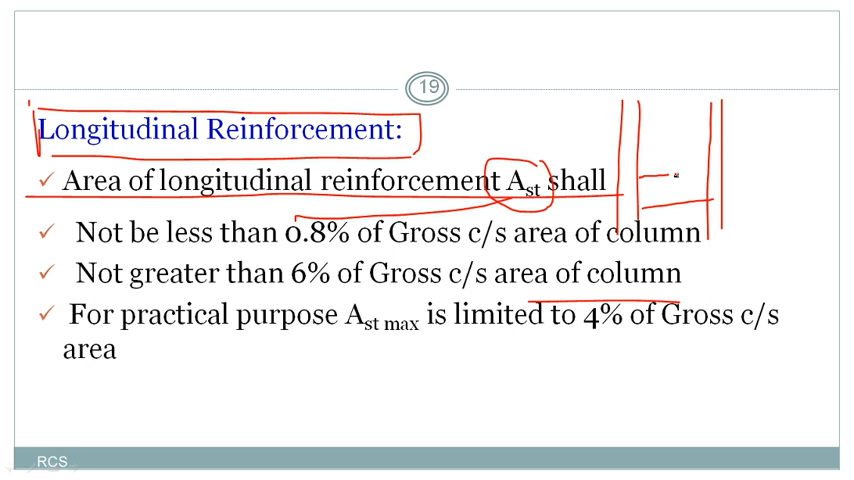 19
Longitudinal Reinforcement:
✓ Area of longitudinal reinforcement Ast shall
✓ Not be less than 0.8% of Gross c/s area of column
✓ Not greater than 6% of Gross c/s area of column
✓ For practical purpose Ast max is limited to 4% of Gross c/s
area
RCS